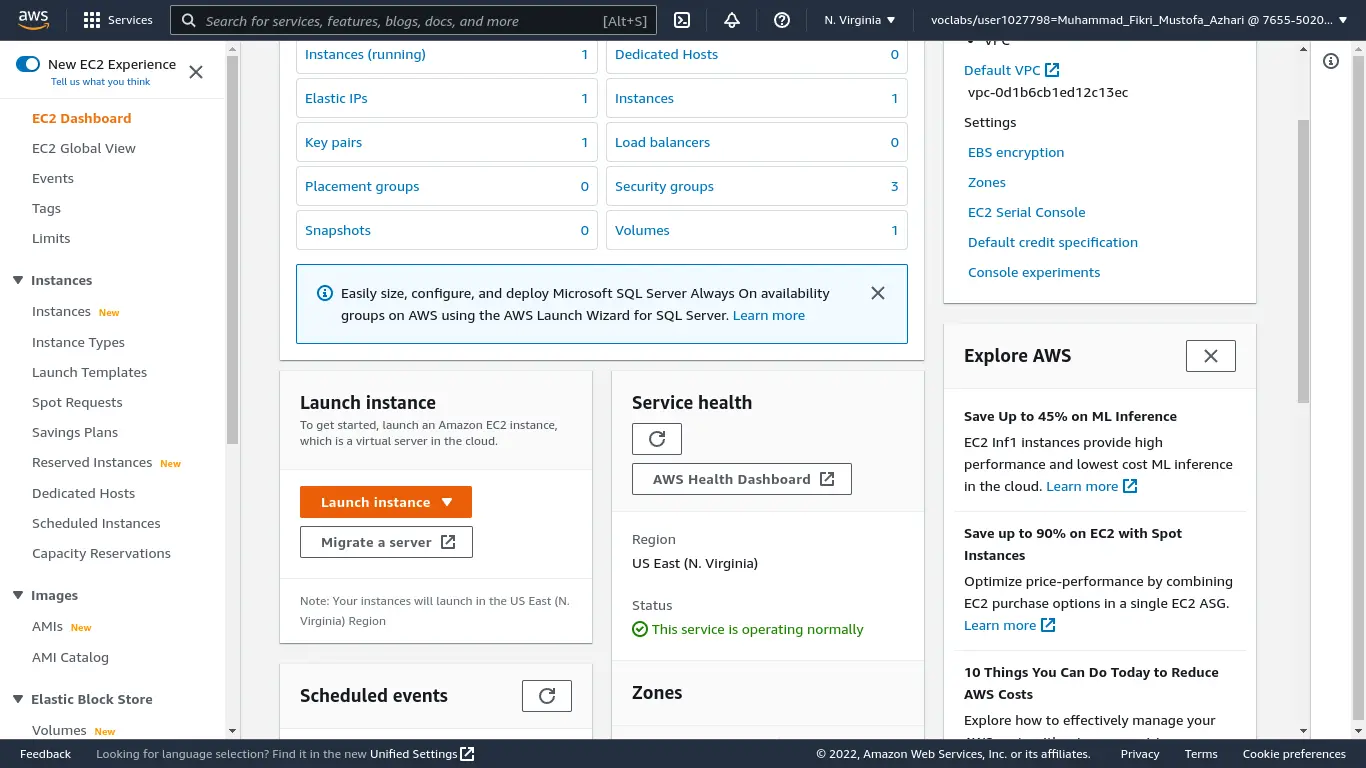 aws
Services
Search for services, features, blogs, docs, and more
[Alt+S]
N. Virginia
voclabs/user1027798=Muhammad_Fikri_Mustofa_Azhari @ 7655-5020...
New EC2 Experience
Tell us what you think
EC2 Dashboard
EC2 Global View
Events
Tags
Limits
Instances
Instances New
Instance Types
Launch Templates
Spot Requests
Savings Plans
Reserved Instances New
Dedicated Hosts
Scheduled Instances
Capacity Reservations
Images
AMIs New
AMI Catalog
Elastic Block Store
Volumes New
Instances (running) 1
Dedicated Hosts 0
Elastic IPs 1
Instances 1
Key pairs 1
Load balancers 0
Placement groups 0
Security groups 3
Snapshots 0
Volumes 1
Easily size, configure, and deploy Microsoft SQL Server Always On availability
groups on AWS using the AWS Launch Wizard for SQL Server. Learn more
Launch instance
To get started, launch an Amazon EC2 instance,
which is a virtual server in the cloud.
Launch instance
Migrate a server
Note: Your instances will launch in the US East (N.
Virginia) Region
Scheduled events
Service health
AWS Health Dashboard
Region
US East (N. Virginia)
Status
This service is operating normally
Zones
VPC
Default VPC
vpc-0d1b6cb1ed12c13ec
Settings
EBS encryption
Zones
EC2 Serial Console
Default credit specification
Console experiments
Explore AWS
Save Up to 45% on ML Inference
EC2 Inf1 instances provide high
performance and lowest cost ML inference
in the cloud. Learn more
Save up to 90% on EC2 with Spot
Instances
Optimize price-performance by combining
EC2 purchase options in a single EC2 ASG.
Learn more
10 Things You Can Do Today to Reduce
AWS Costs
Explore how to effectively manage your
Feedback
Looking for language selection? Find it in the new Unified Settings
© 2022, Amazon Web Services, Inc. or its affiliates.
Privacy
Terms
Cookie preferences